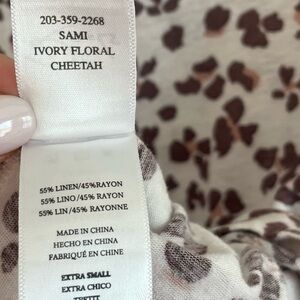 203-359-2268
SAMI
IVORY FLORAL
CHEETAH
55% LINEN/45%RAYON
55% LINO/45% RAYON
55% LIN/45% RAYONNE
MADE IN CHINA
HECHO EN CHINA
FABRIQUÉ EN CHINE
EXTRA SMALL
EXTRA CHICO